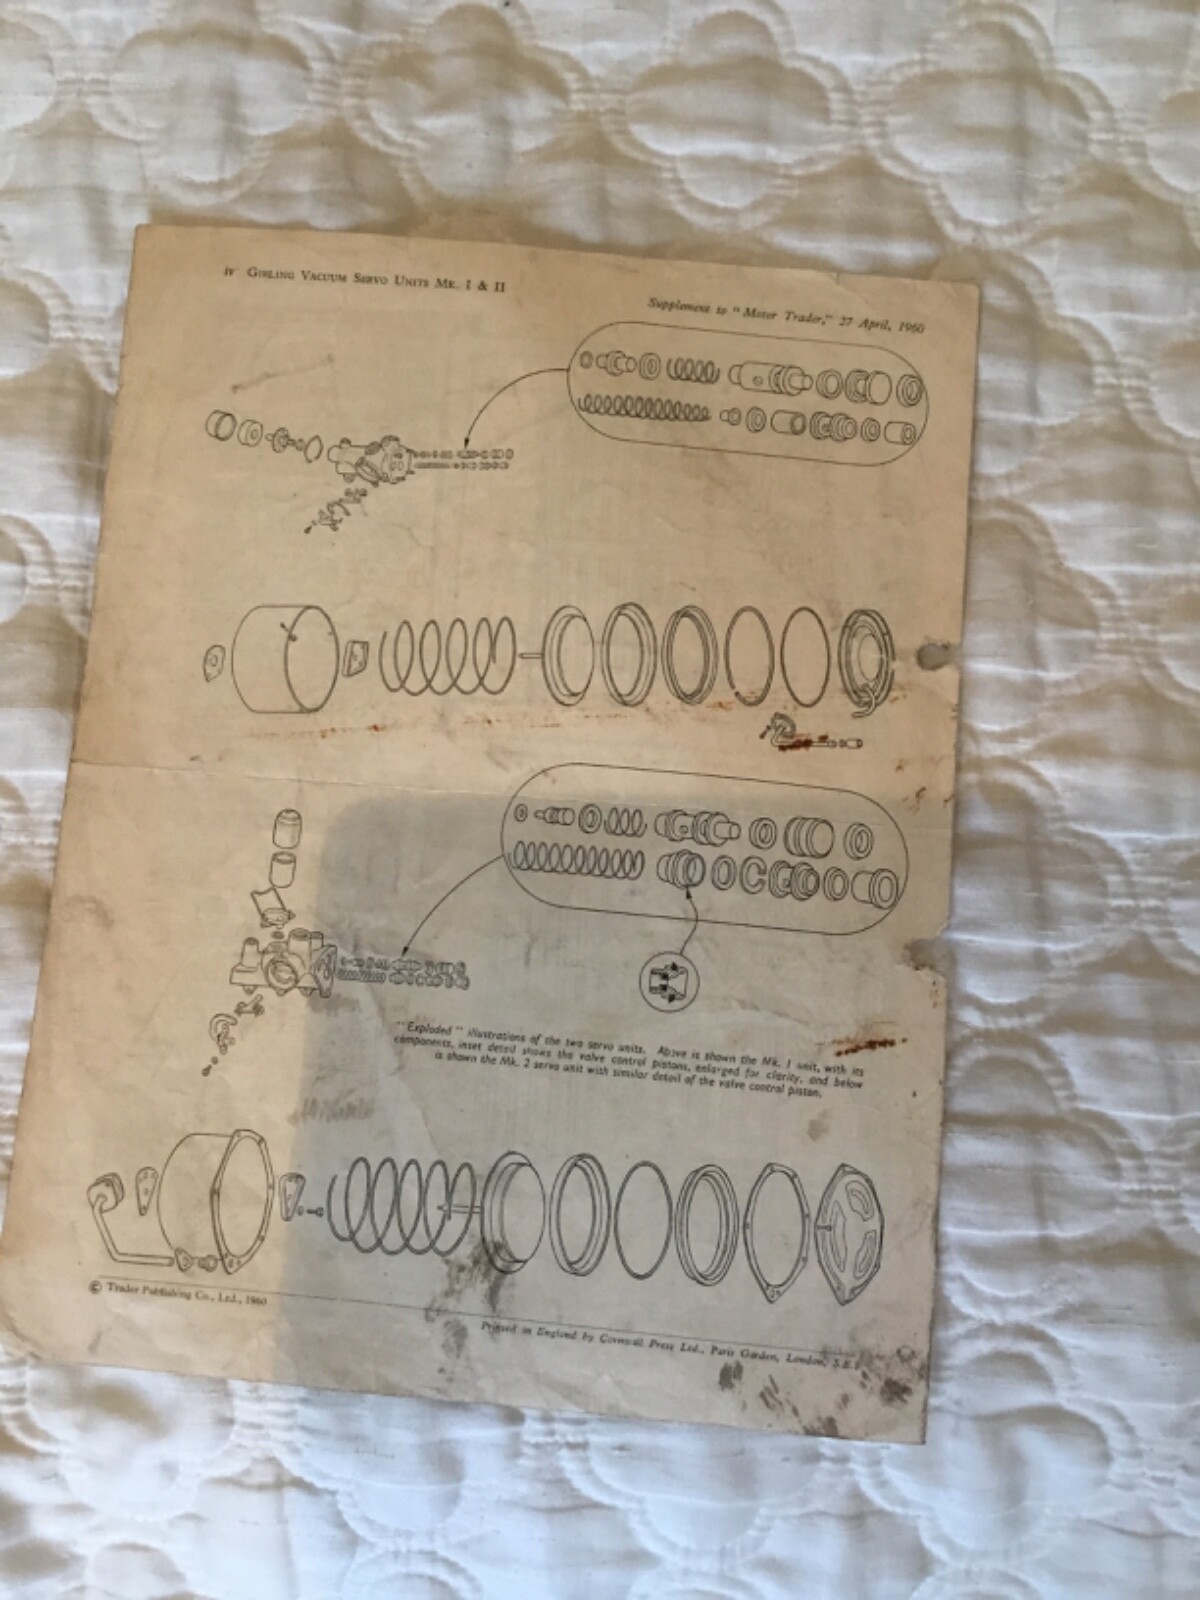 iv GIRLING VACUUM SERVO UNITS MK. I & II
Supplement to "Motor Trader," 27 April, 1960
"Exploded" illustrations of the two servo units. Above is shown the Mk. 1 unit, with its
components, inset detail shows the valve control pistons, enlarged for clarity, and below
is shown the Mk. 2 servo unit with similar detail of the valve control piston.
© Trader Publishing Co., Ltd., 1960
Printed in England by Cornwall Press Ltd., Paris Garden, London, S.E.1